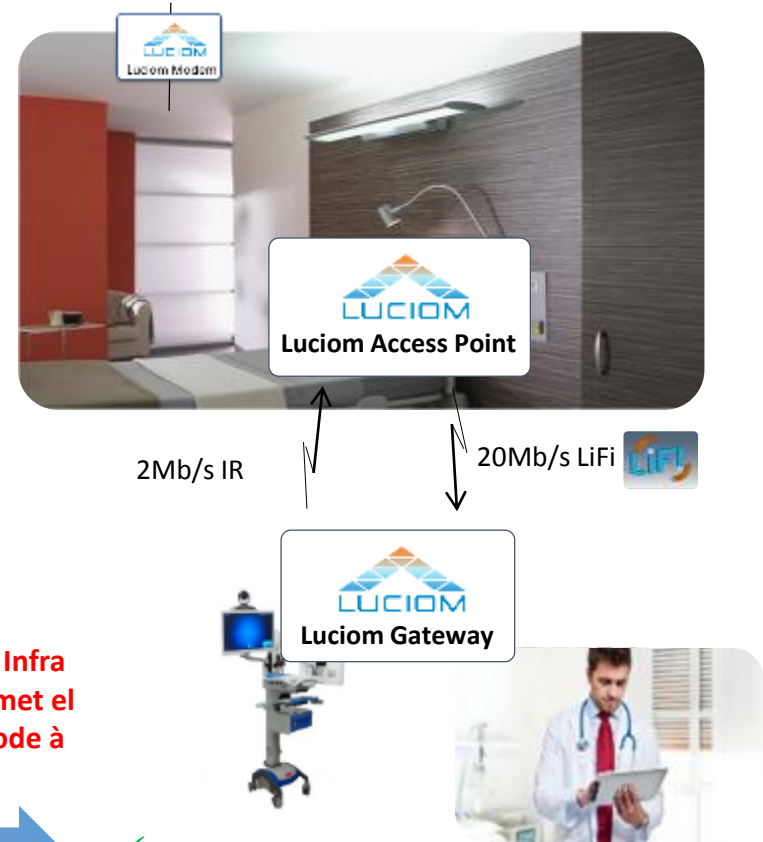 LUCIOM
Luciom Modem
LUCIOM
Luciom Access Point
2Mb/s IR
20Mb/s LiFi
LiFi
LUCIOM
Luciom Gateway
Infra
met el
ode à